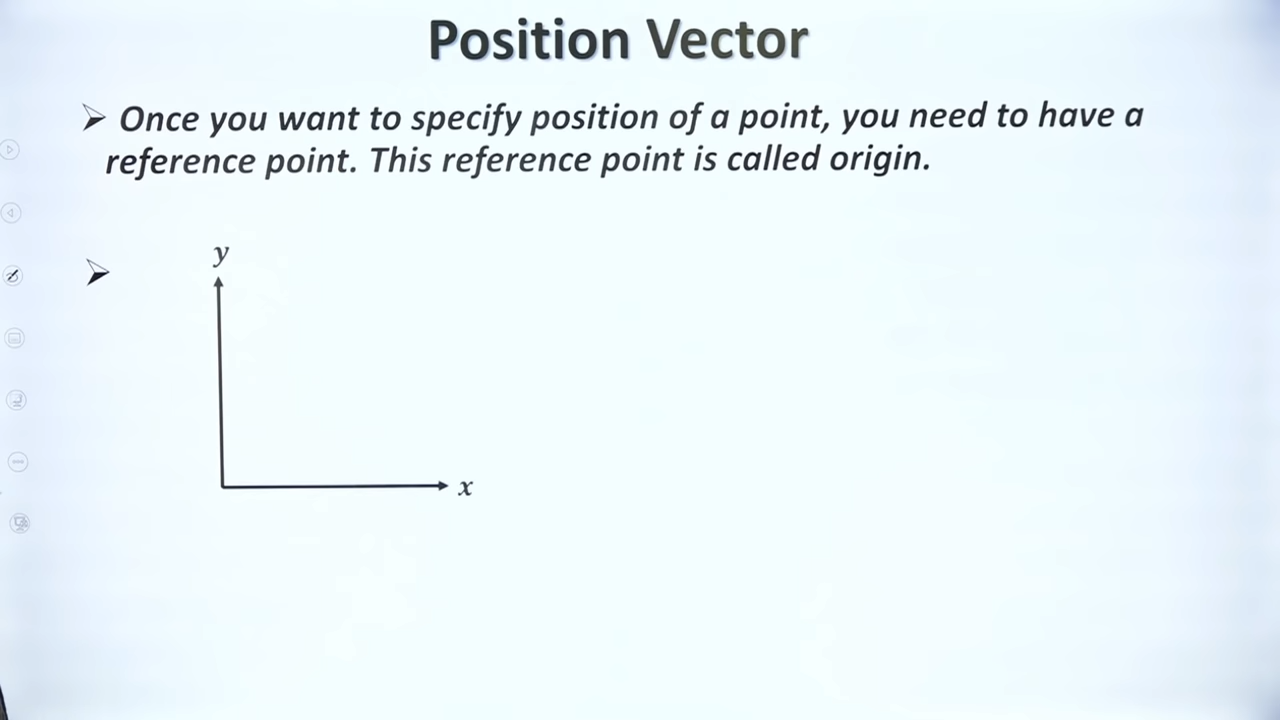 Position Vector
➢ Once you want to specify position of a point, you need to have a
reference point. This reference point is called origin.
➢
y
x